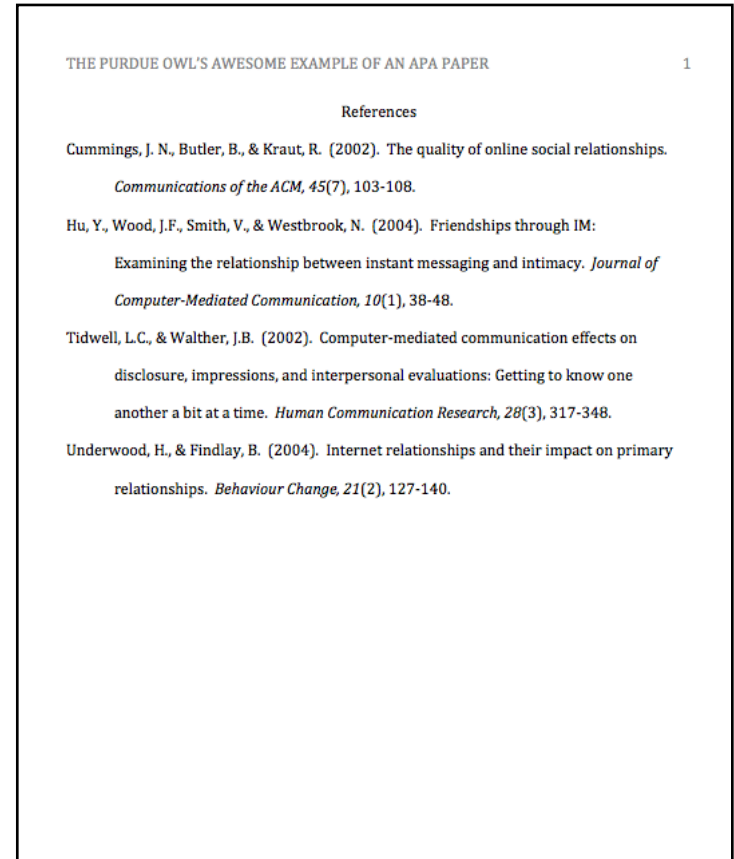 THE PURDUE OWL'S AWESOME EXAMPLE OF AN APA PAPER 1
References
Cummings, J. N., Butler, B., & Kraut, R.  (2002).  The quality of online social relationships.
Communications of the ACM, 45(7), 103-108.
Hu, Y., Wood, J.F., Smith, V., & Westbrook, N.  (2004).  Friendships through IM:
Examining the relationship between instant messaging and intimacy.  Journal of
Computer-Mediated Communication, 10(1), 38-48.
Tidwell, L.C., & Walther, J.B.  (2002).  Computer-mediated communication effects on
disclosure, impressions, and interpersonal evaluations: Getting to know one
another a bit at a time.  Human Communication Research, 28(3), 317-348.
Underwood, H., & Findlay, B.  (2004).  Internet relationships and their impact on primary
relationships.  Behaviour Change, 21(2), 127-140.